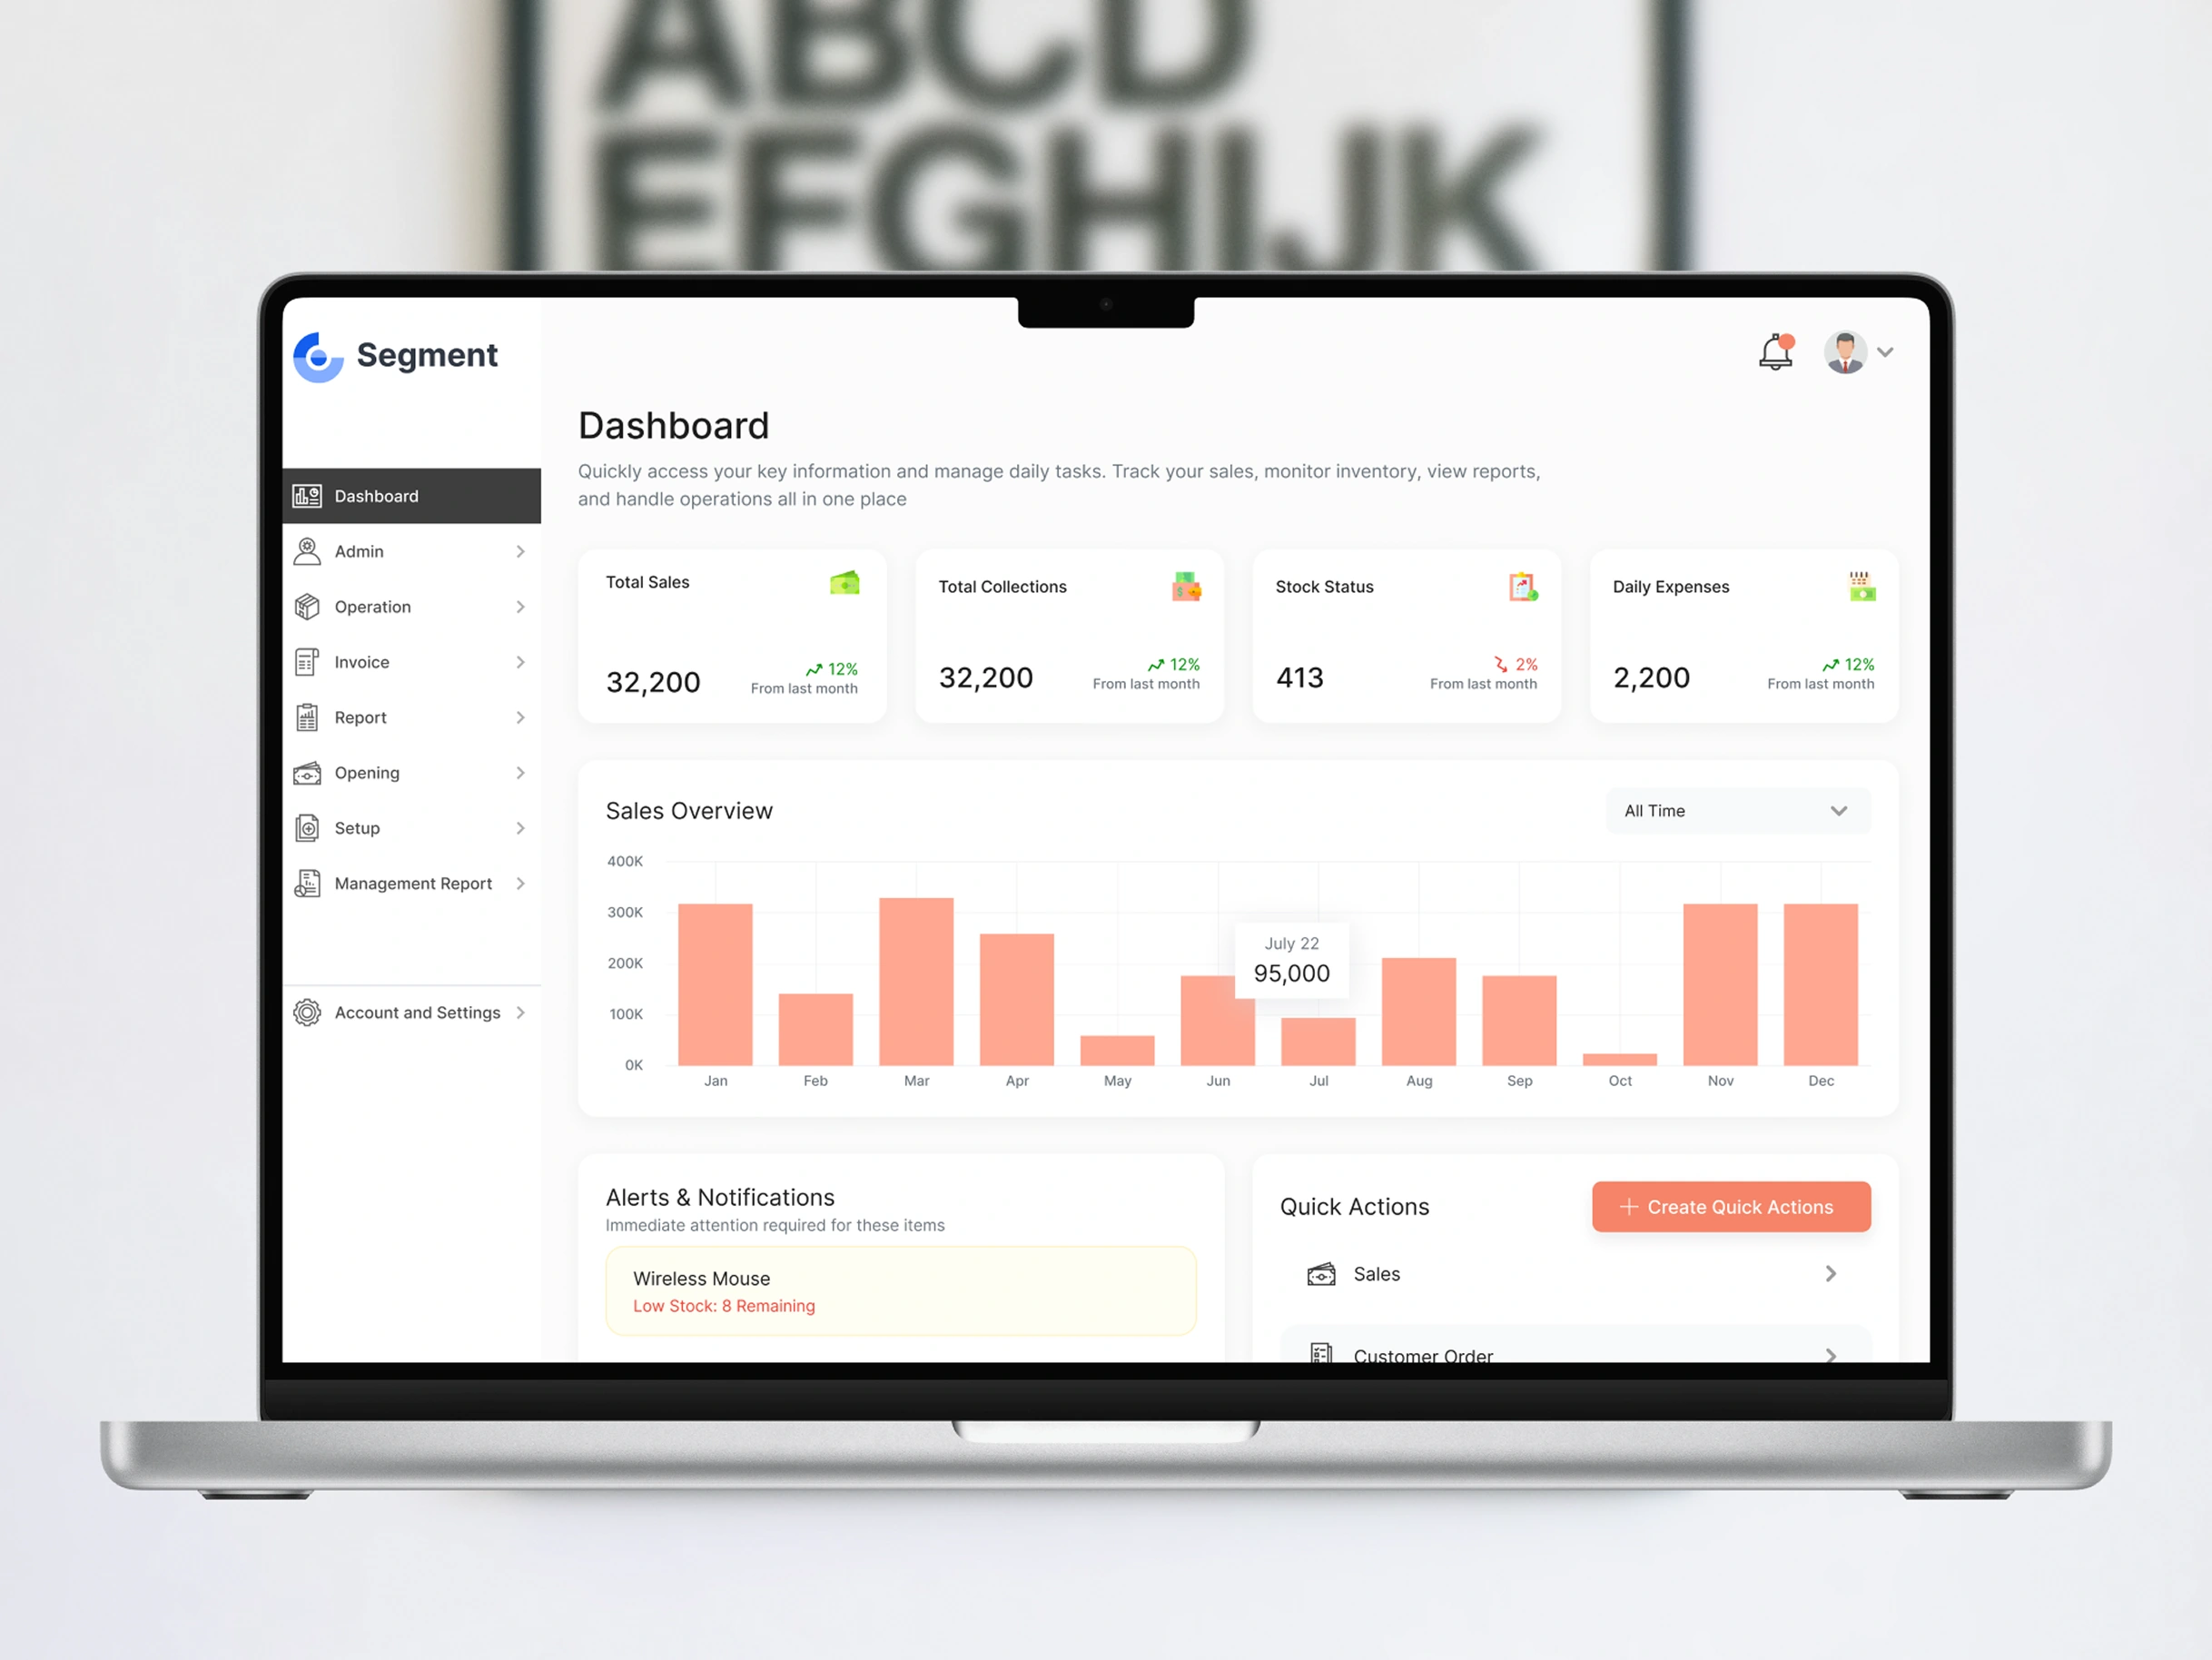 ABCD
EFGHIJK
Segment
Dashboard
Admin
Operation
Invoice
Report
Opening
Setup
Management Report
Account and Settings
Dashboard
Quickly access your key information and manage daily tasks. Track your sales, monitor inventory, view reports,
and handle operations all in one place
Total Sales
32,200
12%
From last month
Total Collections
32,200
12%
From last month
Stock Status
413
2%
From last month
Daily Expenses
2,200
12%
From last month
Sales Overview
All Time
400K
300K
200K
100K
0K
July 22
95,000
Jan Feb Mar Apr May Jun Jul Aug Sep Oct Nov Dec
Alerts & Notifications
Immediate attention required for these items
Wireless Mouse
Low Stock: 8 Remaining
Quick Actions
Create Quick Actions
Sales
Customer Order